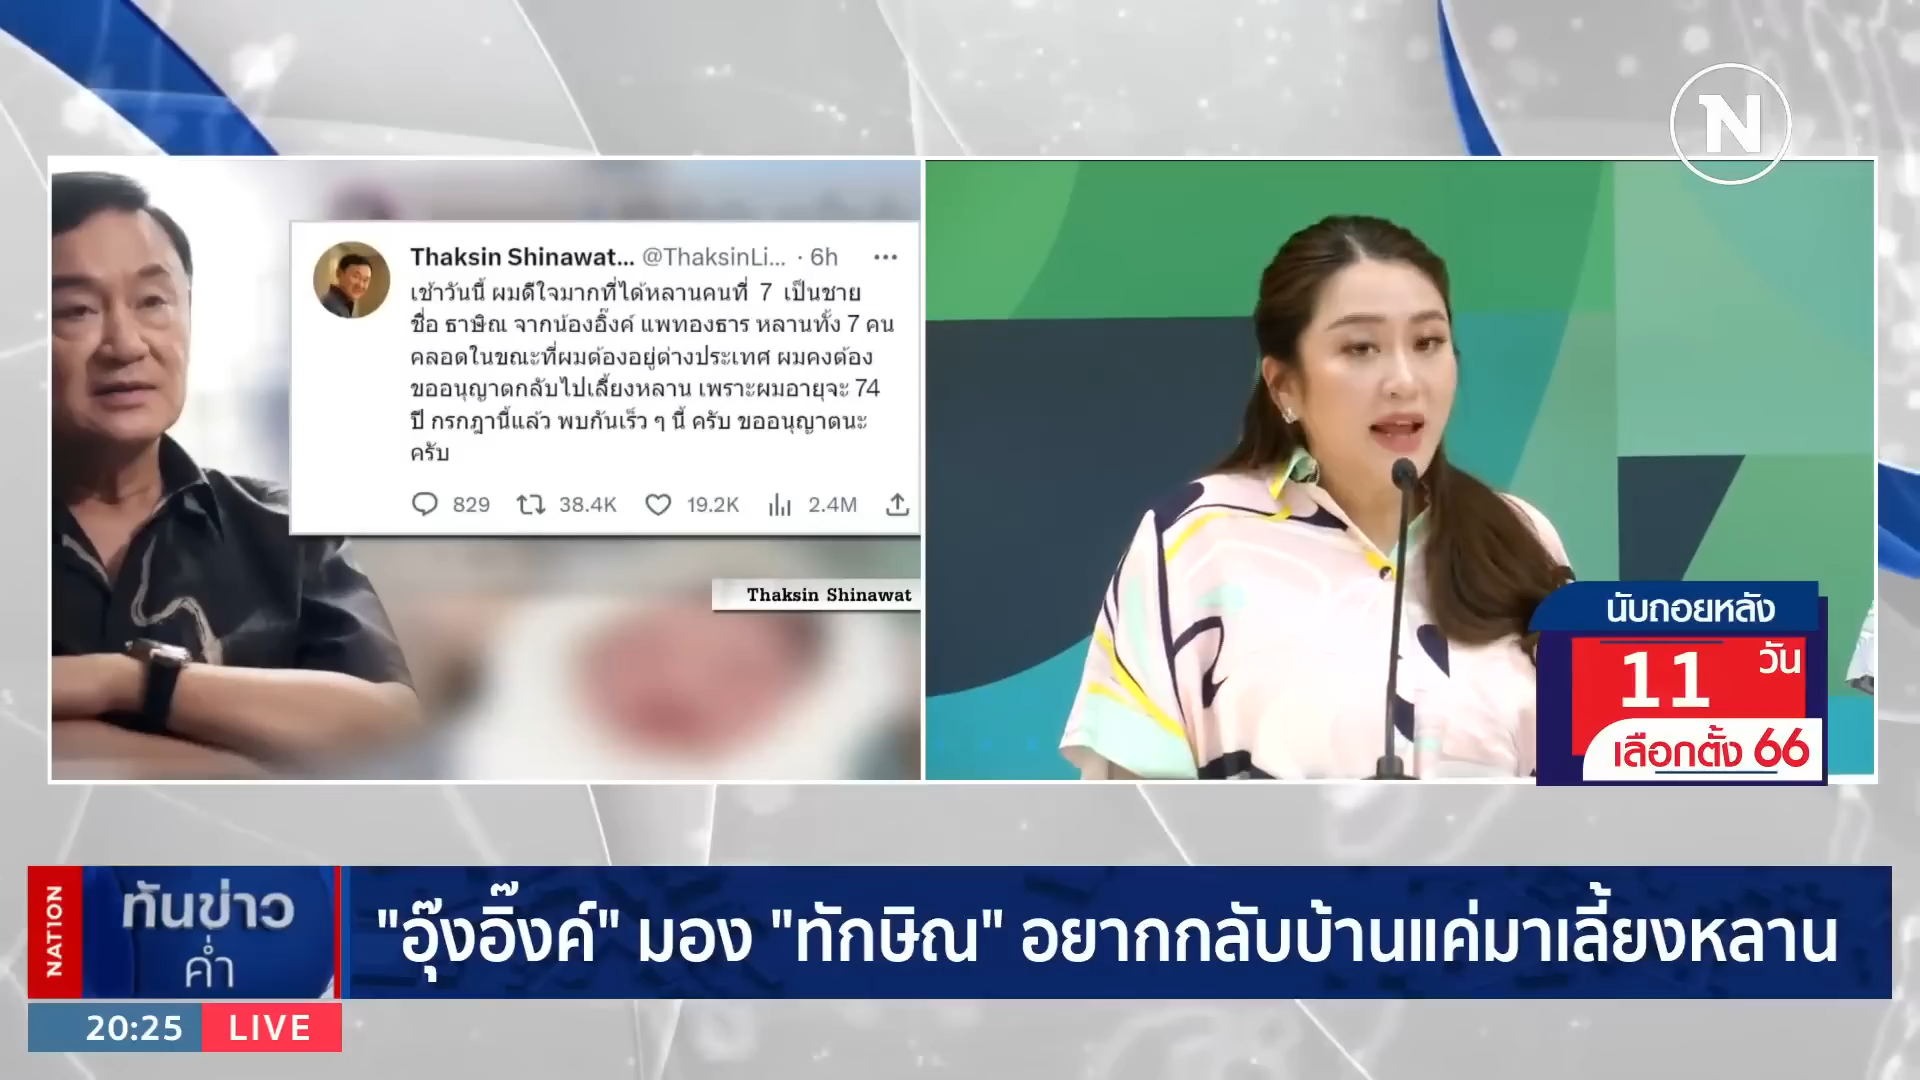 N
Thaksin Shinawat... @ThaksinLi... · 6h
เช้าวันนี้ ผมดีใจมากที่ได้หลานคนที่ 7 เป็นชาย
ชื่อ ธาษิณ จากน้องอิ๊งค์ แพทองธาร หลานทั้ง 7 คน
คลอดในขณะที่ผมต้องอยู่ต่างประเทศ ผมคงต้อง
ขออนุญาตกลับไปเลี้ยงหลาน เพราะผมอายุจะ 74
ปี กรกฎานี้แล้ว พบกันเร็ว ๆ นี้ ครับ ขออนุญาตนะ
ครับ
829 38.4K 19.2K 2.4M
Thaksin Shinawat
นับถอยหลัง
11 วัน
เลือกตั้ง 66
NATION
ทันข่าว
ค่ำ
"อุ๊งอิ๊งค์" มอง "ทักษิณ" อยากกลับบ้านแค่มาเลี้ยงหลาน
20:25 LIVE